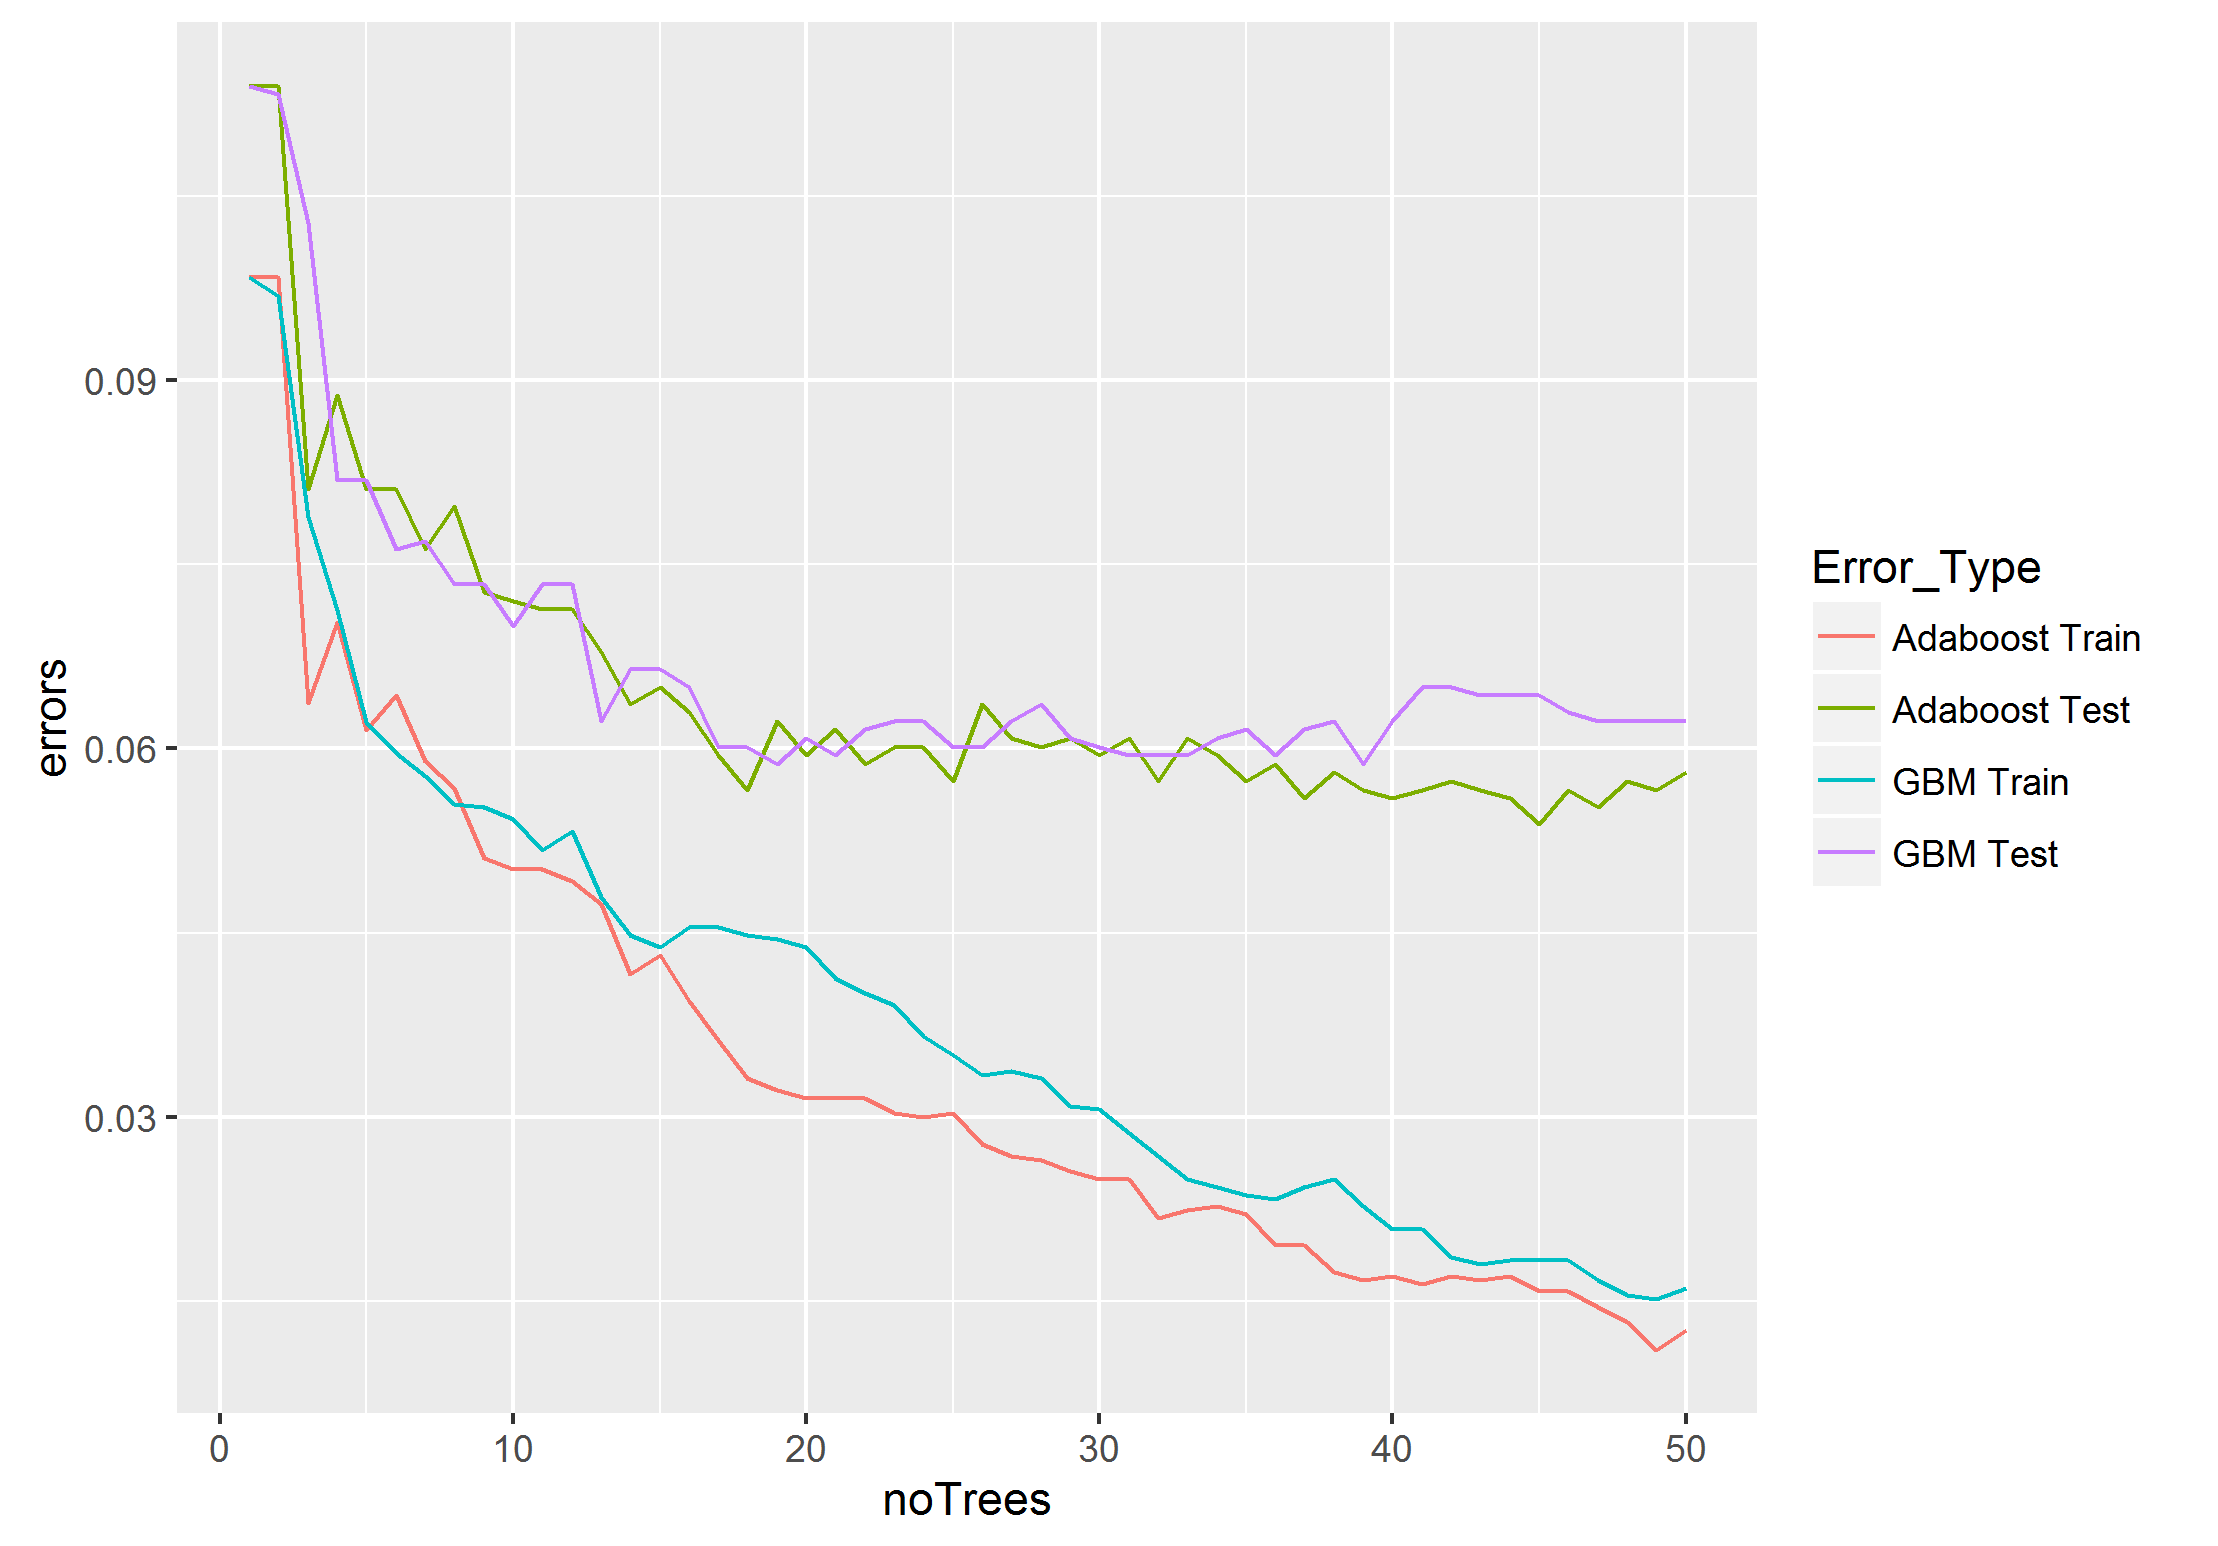 errors
0.09
0.06
0.03
0
10
20
30
40
50
noTrees
Error_Type
Adaboost Train
Adaboost Test
GBM Train
GBM Test